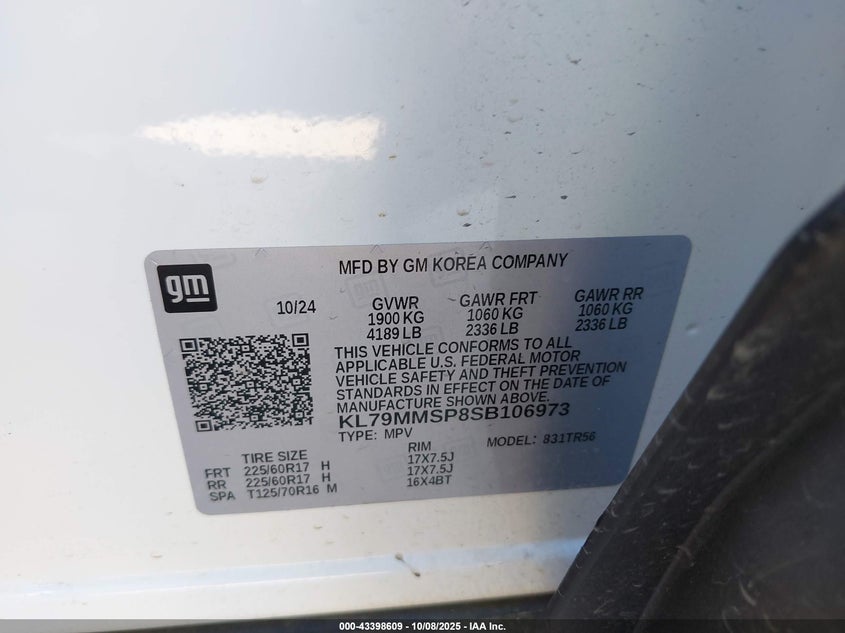 gm
MFD BY GM KOREA COMPANY
10/24
GVWR GAWR FRT GAWR RR
1900 KG 1060 KG 1060 KG
4189 LB 2336 LB 2336 LB
THIS VEHICLE CONFORMS TO ALL
APPLICABLE U.S. FEDERAL MOTOR
VEHICLE SAFETY AND THEFT PREVENTION
STANDARDS IN EFFECT ON THE DATE OF
MANUFACTURE SHOWN ABOVE.
KL79MMSP8SB106973
TYPE: MPV MODEL: 831TR56
TIRE SIZE RIM
FRT 225/60R17 H 17X7.5J
RR 225/60R17 H 17X7.5J
SPA T125/70R16 M 16X4BT
000-43398609 - 10/08/2025 - IAA Inc.